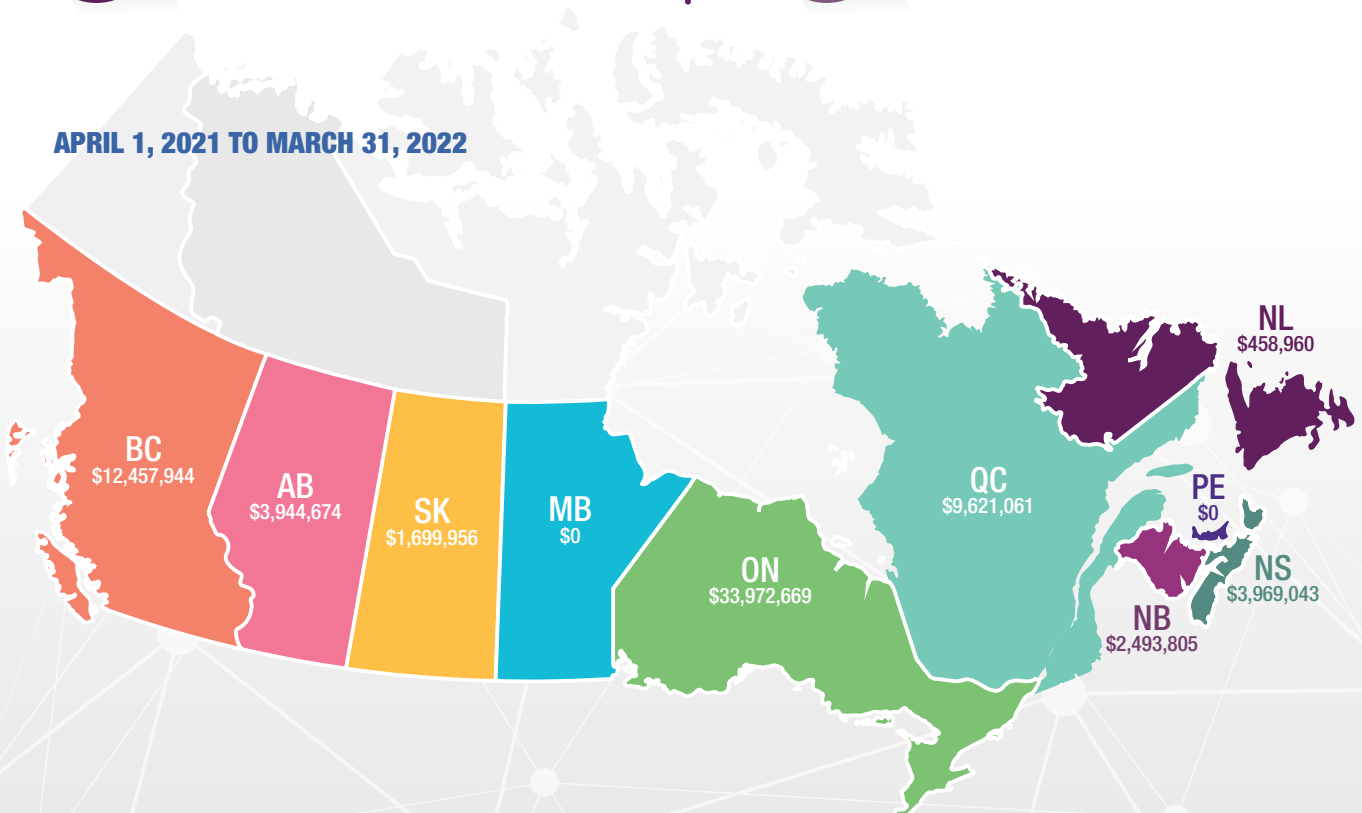 APRIL 1, 2021 TO MARCH 31, 2022
NL
$458,960
BC
$12,457,944
AB
$3,944,674
SK
$1,699,956
MB
$0
ON
$33,972,669
QC
$9,621,061
PE
$0
NS
$3,969,043
NB
$2,493,805